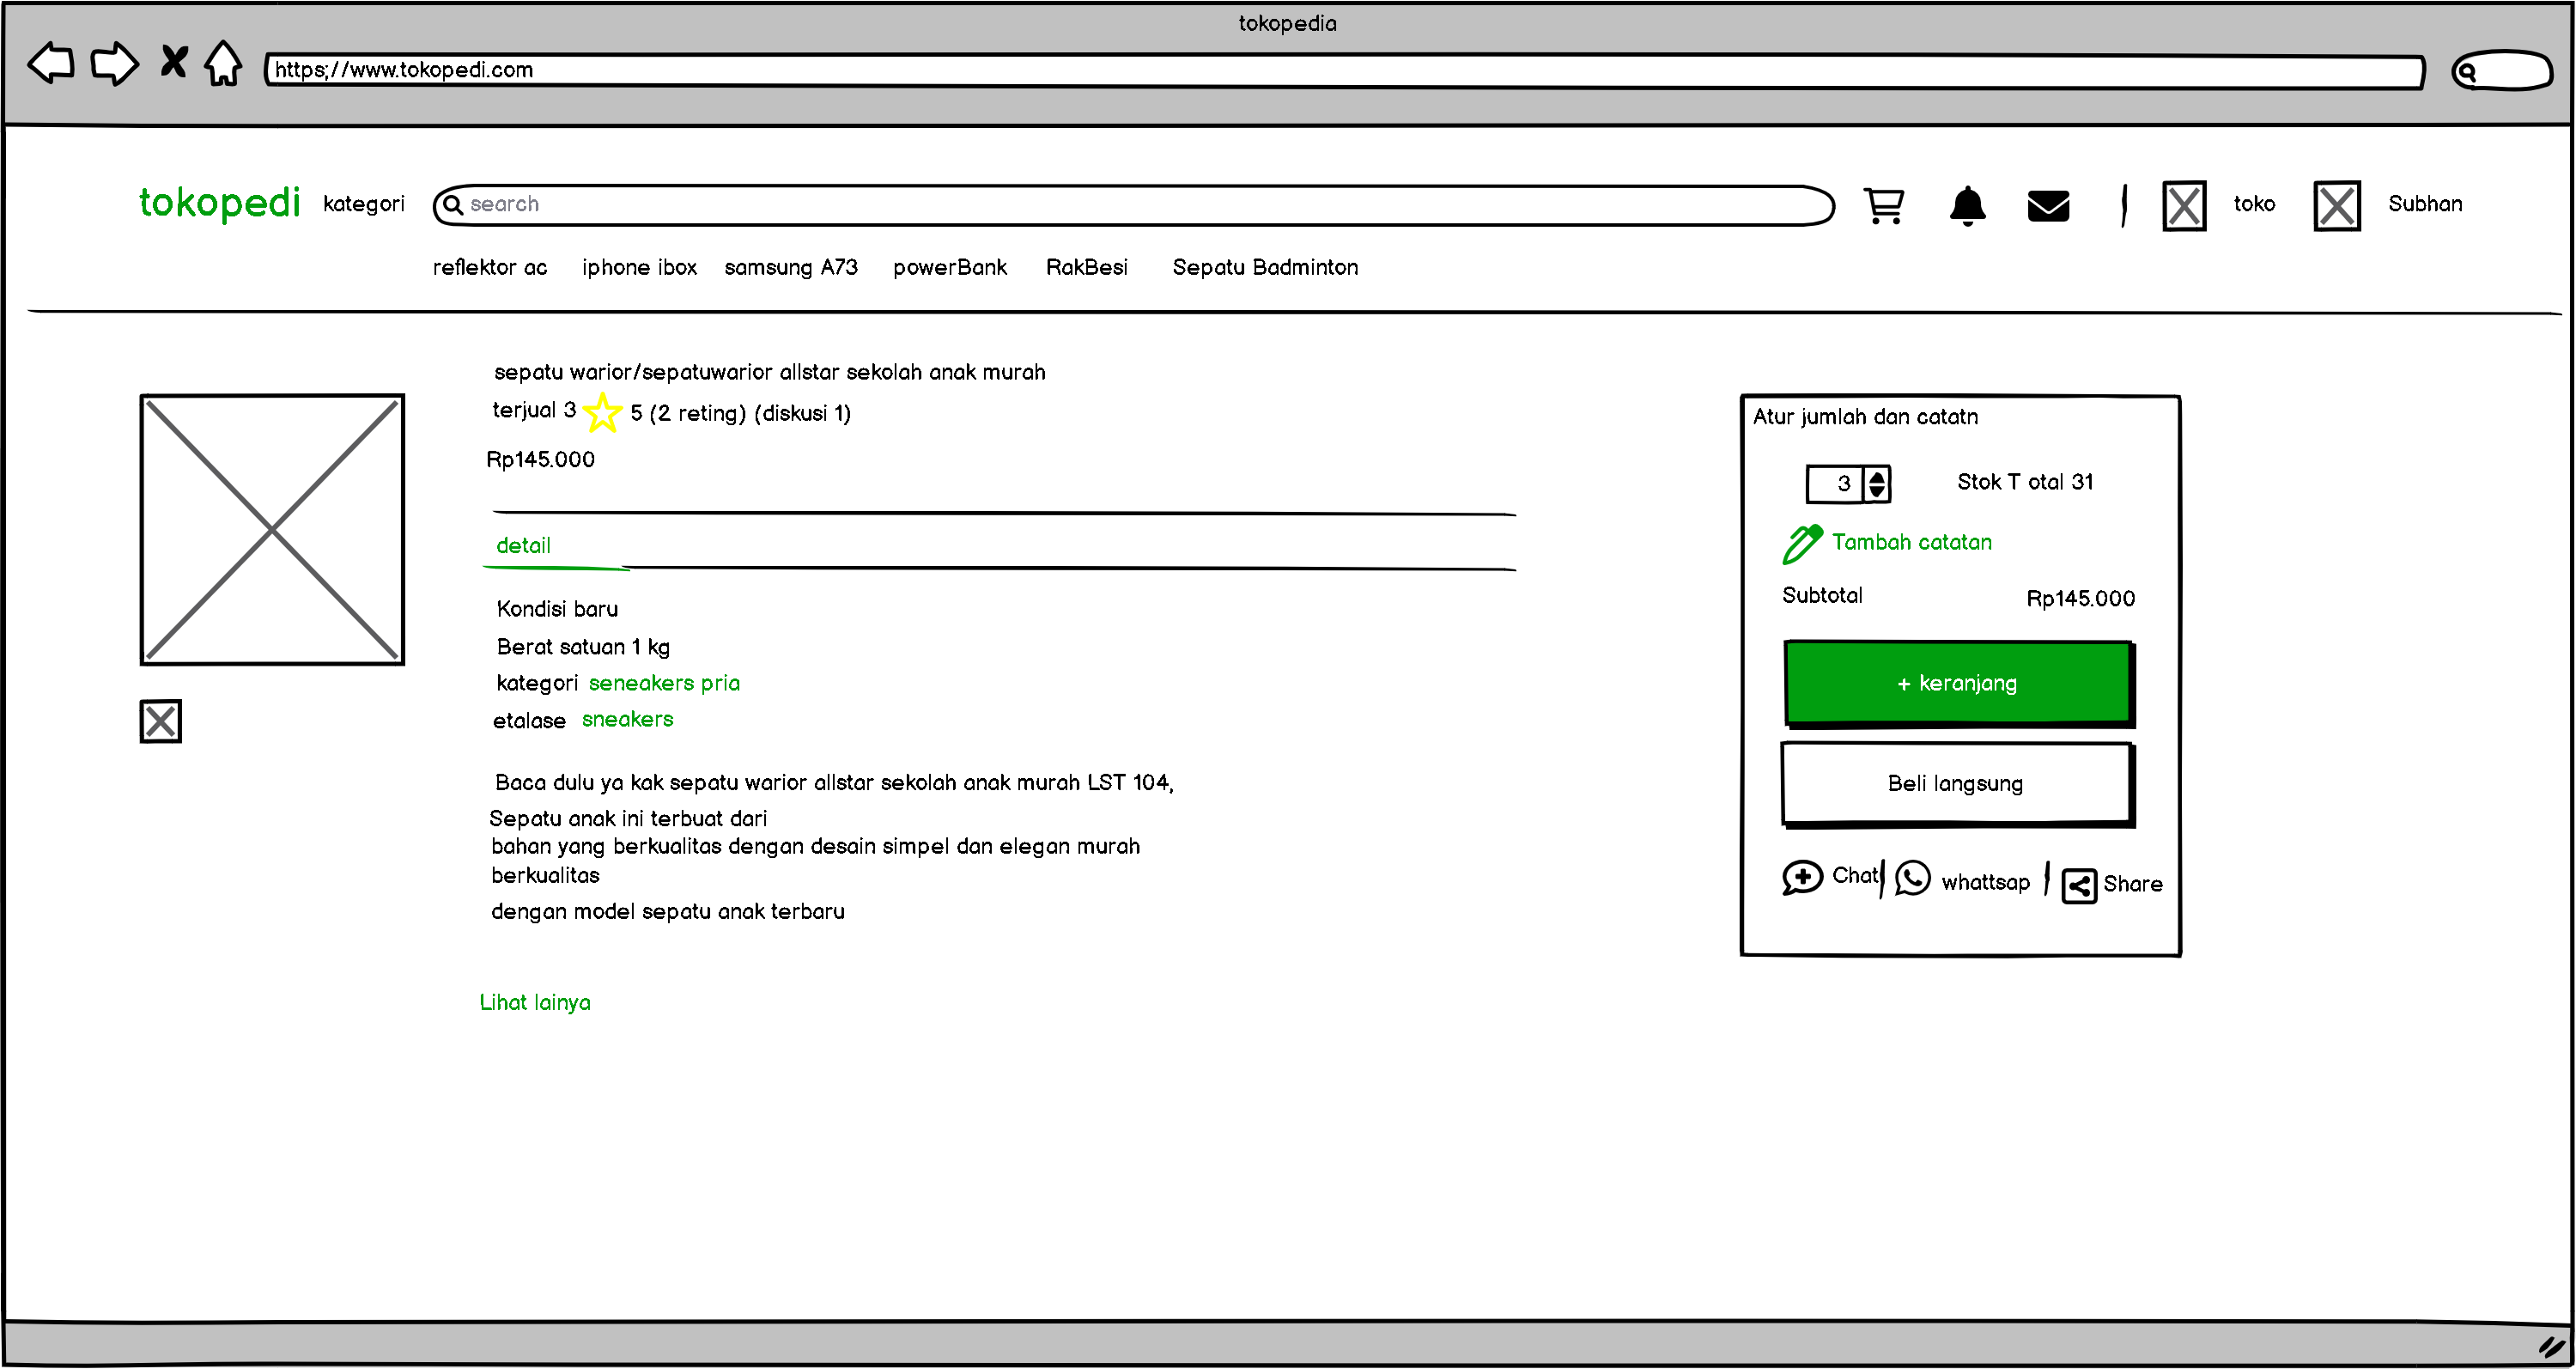 tokopedia
https;//www.tokopedi.com
tokopedi kategori search toko Subhan
reflektor ac iphone ibox samsung A73 powerBank RakBesi Sepatu Badminton
sepatu warior/sepatuwarior allstar sekolah anak murah
terjual 3 5 (2 reting) (diskusi 1)
Rp145.000
detail
Kondisi baru
Berat satuan 1 kg
kategori seneakers pria
etalase sneakers
Baca dulu ya kak sepatu warior allstar sekolah anak murah LST 104,
Sepatu anak ini terbuat dari
bahan yang berkualitas dengan desain simpel dan elegan murah
berkualitas
dengan model sepatu anak terbaru
Lihat lainya
Atur jumlah dan catatn
3 Stok T otal 31
Tambah catatan
Subtotal Rp145.000
+ keranjang
Beli langsung
Chat whattsap Share